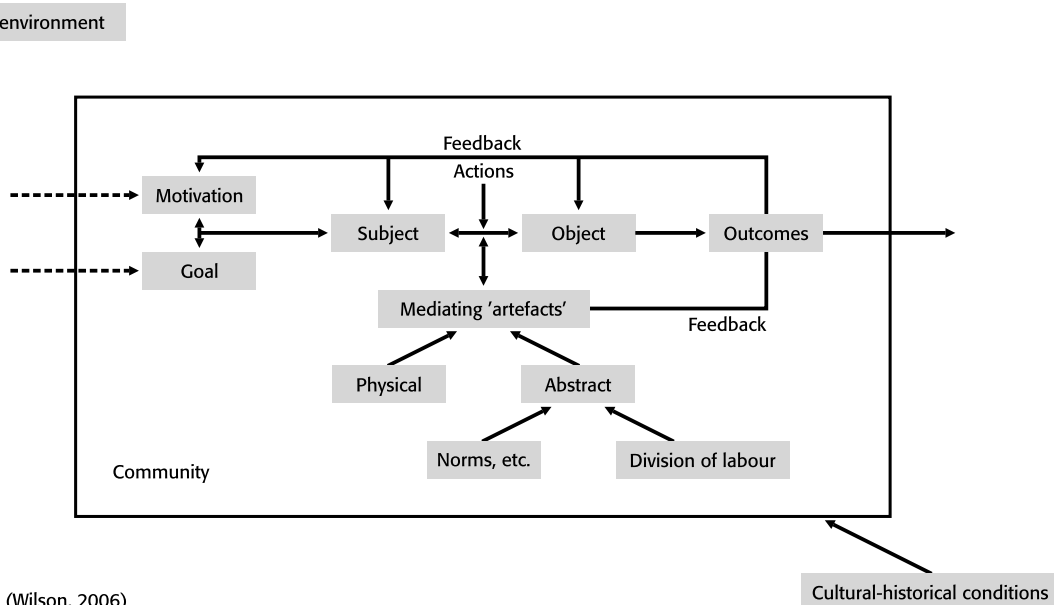 environment
Feedback
Actions
Motivation
Subject
Object
Outcomes
Goal
Mediating 'artefacts'
Feedback
Physical
Abstract
Norms, etc.
Division of labour
Community
Cultural-historical conditions
(Wilson, 2006)